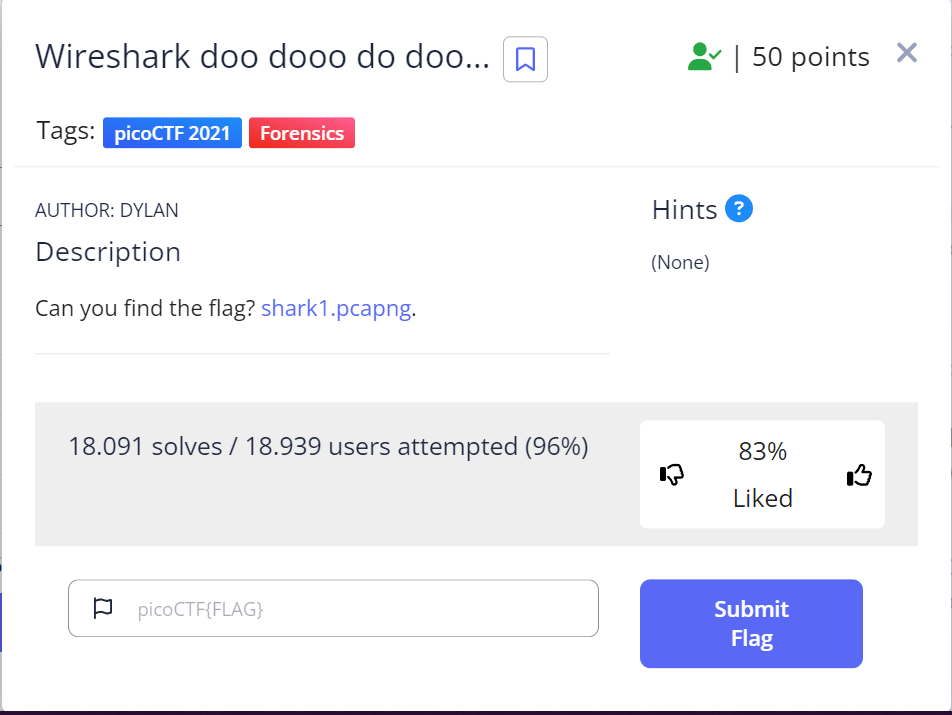 Wireshark doo dooo do doo...
| 50 points
Tags: picoCTF 2021 Forensics
AUTHOR: DYLAN
Description
Can you find the flag? shark1.pcapng.
Hints ?
(None)
18.091 solves / 18.939 users attempted (96%)
83%
Liked
picoCTF{FLAG}
Submit
Flag